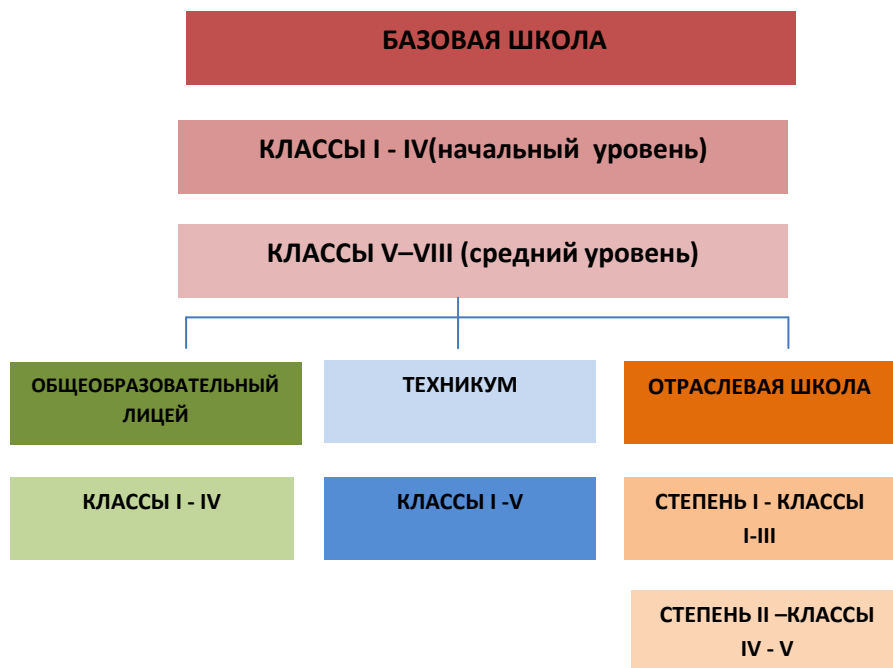 БАЗОВАЯ ШКОЛА
КЛАССЫ I - IV(начальный уровень)
КЛАССЫ V–VIII (средний уровень)
ОБЩЕОБРАЗОВАТЕЛЬНЫЙ
ЛИЦЕЙ
ТЕХНИКУМ
ОТРАСЛЕВАЯ ШКОЛА
КЛАССЫ I - IV
КЛАССЫ I -V
СТЕПЕНЬ I - КЛАССЫ
I-III
СТЕПЕНЬ II –КЛАССЫ
IV - V